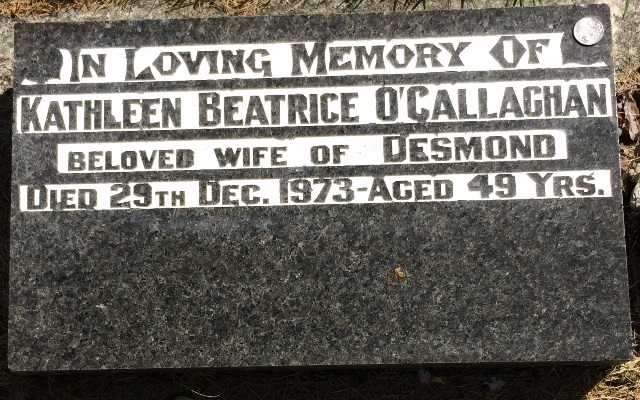 In Loving Memory Of
Kathleen Beatrice O'Callaghan
beloved wife of Desmond
Died 29th Dec. 1973-Aged 49 Yrs.